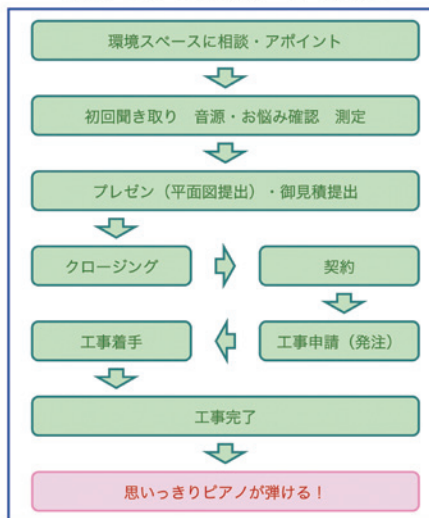 環境スペースに相談・アポイント
初回聞き取り　音源・お悩み確認　測定
プレゼン（平面図提出）・御見積提出
クロージング
契約
工事着手
工事申請（発注）
工事完了
思いっきりピアノが弾ける！